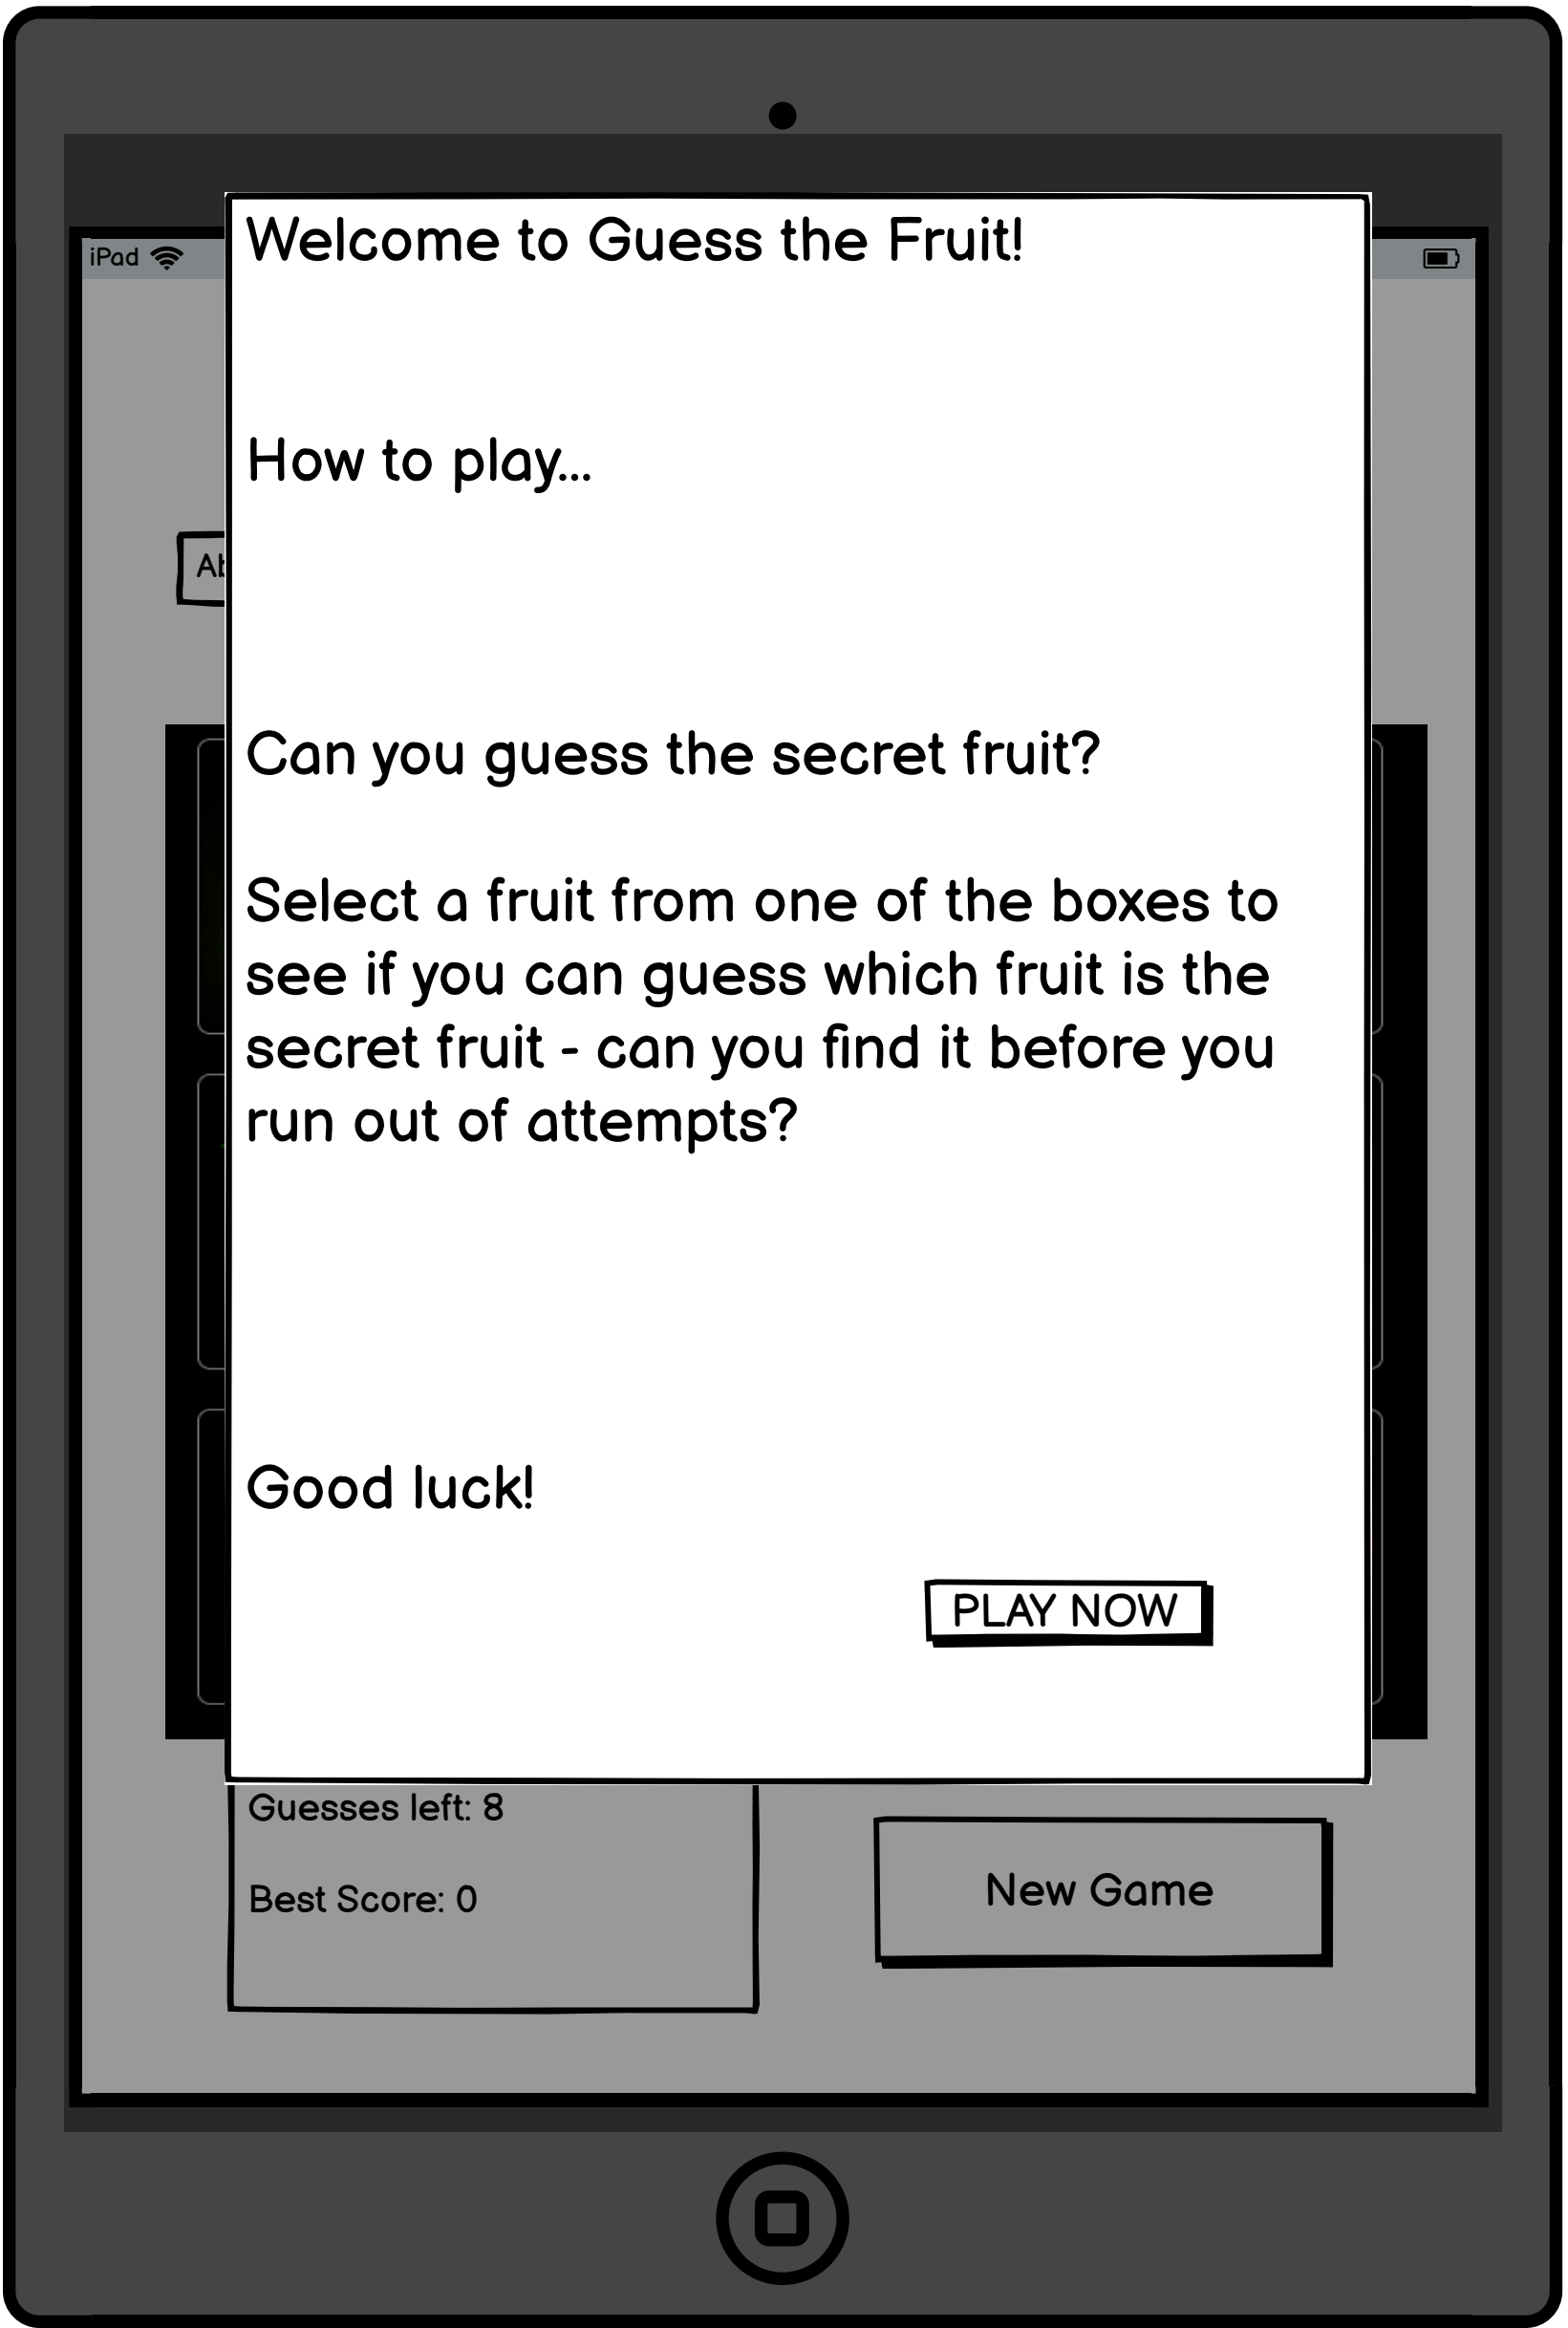 iPad
Welcome to Guess the Fruit!
How to play...
Can you guess the secret fruit?
Select a fruit from one of the boxes to
see if you can guess which fruit is the
secret fruit - can you find it before you
run out of attempts?
Good luck!
PLAY NOW
Guesses left: 8
Best Score: 0
New Game